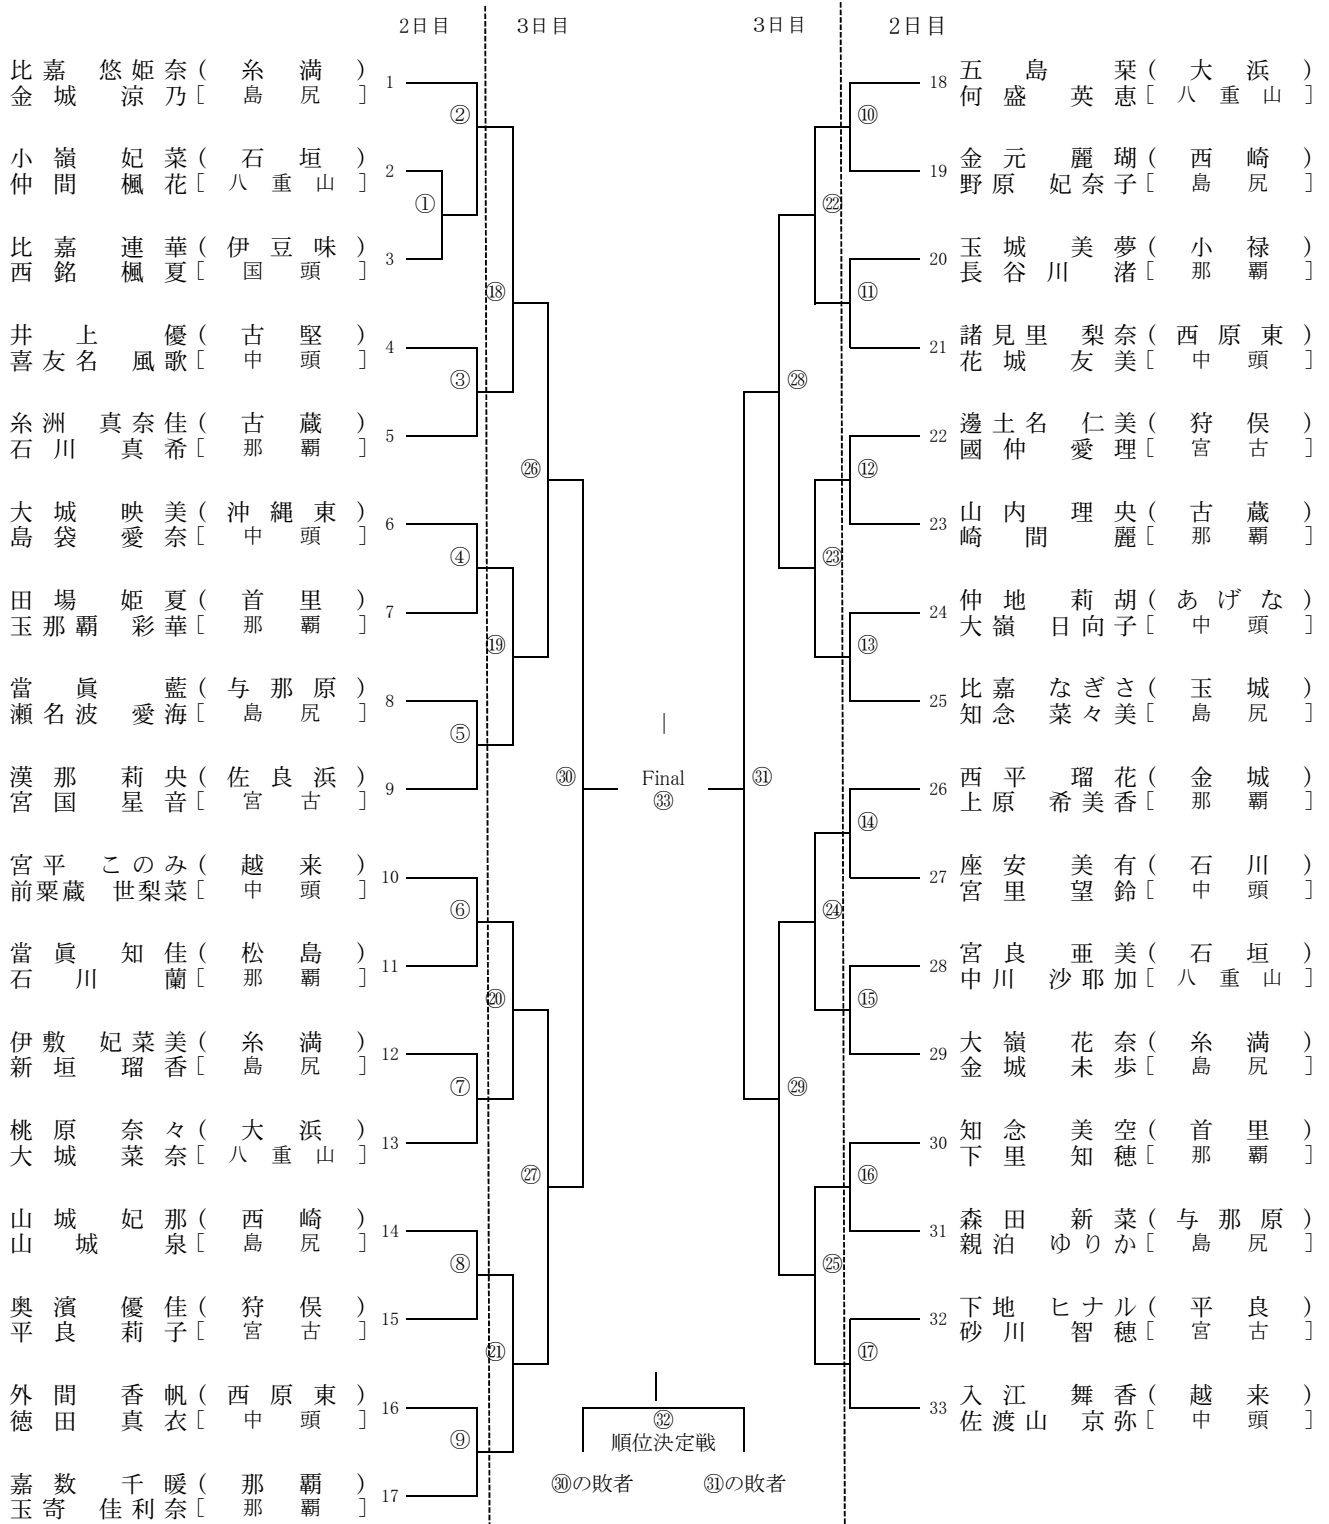 2日目 3日目 3日目 2日目
比嘉 悠姫奈 ( 糸満 ) 1
金城 涼乃 [ 島尻 ]
②
小嶺 妃菜 ( 石垣 ) 2
仲間 楓花 [ 八重山 ]
①
比嘉 連華 ( 伊豆味 ) 3
西銘 楓夏 [ 国頭 ]
⑱
井上 優 ( 古堅 ) 4
喜友名 風歌 [ 中頭 ]
③
糸洲 真奈佳 ( 古蔵 ) 5
石川 真希 [ 那覇 ]
㉖
大城 映美 ( 沖縄東 ) 6
島袋 愛奈 [ 中頭 ]
④
田場 姫夏 ( 首里 ) 7
玉那覇 彩華 [ 那覇 ]
⑲
當眞 藍 ( 与那原 ) 8
瀬名波 愛海 [ 島尻 ]
⑤
漢那 莉央 ( 佐良浜 ) 9
宮国 星音 [ 宮古 ]
㉚
宮平 このみ ( 越来 ) 10
前粟蔵 世梨菜 [ 中頭 ]
⑥
當眞 知佳 ( 松島 ) 11
石川 蘭 [ 那覇 ]
⑳
伊敷 妃菜美 ( 糸満 ) 12
新垣 瑠香 [ 島尻 ]
⑦
桃原 奈々 ( 大浜 ) 13
大城 菜奈 [ 八重山 ]
㉗
山城 妃那 ( 西崎 ) 14
山城 泉 [ 島尻 ]
⑧
奥濱 優佳 ( 狩俣 ) 15
平良 莉子 [ 宮古 ]
㉑
外間 香帆 ( 西原東 ) 16
徳田 真衣 [ 中頭 ]
⑨
嘉数 千暖 ( 那覇 ) 17
玉寄 佳利奈 [ 那覇 ]
Final
㉝
㉜
順位決定戦
㉚の敗者 ㉛の敗者
18 五島 栞 ( 大浜 )
何盛 英恵 [ 八重山 ]
⑩
19 金元 麗瑚 ( 西崎 )
野原 妃奈子 [ 島尻 ]
㉒
20 玉城 美夢 ( 小禄 )
長谷川 渚 [ 那覇 ]
⑪
21 諸見里 梨奈 ( 西原東 )
花城 友美 [ 中頭 ]
㉘
22 邊土名 仁美 ( 狩俣 )
國仲 愛理 [ 宮古 ]
⑫
23 山内 理央 ( 古蔵 )
崎間 麗 [ 那覇 ]
㉓
24 仲地 莉胡 ( あげな )
大嶺 日向子 [ 中頭 ]
⑬
25 比嘉 なぎさ ( 玉城 )
知念 菜々美 [ 島尻 ]
㉛
26 西平 瑠花 ( 金城 )
上原 希美香 [ 那覇 ]
⑭
27 座安 美有 ( 石川 )
宮里 望鈴 [ 中頭 ]
㉔
28 宮良 亜美 ( 石垣 )
中川 沙耶加 [ 八重山 ]
⑮
29 大嶺 花奈 ( 糸満 )
金城 未歩 [ 島尻 ]
㉙
30 知念 美空 ( 首里 )
下里 知穂 [ 那覇 ]
⑯
31 森田 新菜 ( 与那原 )
親泊 ゆりか [ 島尻 ]
㉕
32 下地 ヒナル ( 平良 )
砂川 智穂 [ 宮古 ]
⑰
33 入江 舞香 ( 越来 )
佐渡山 京弥 [ 中頭 ]